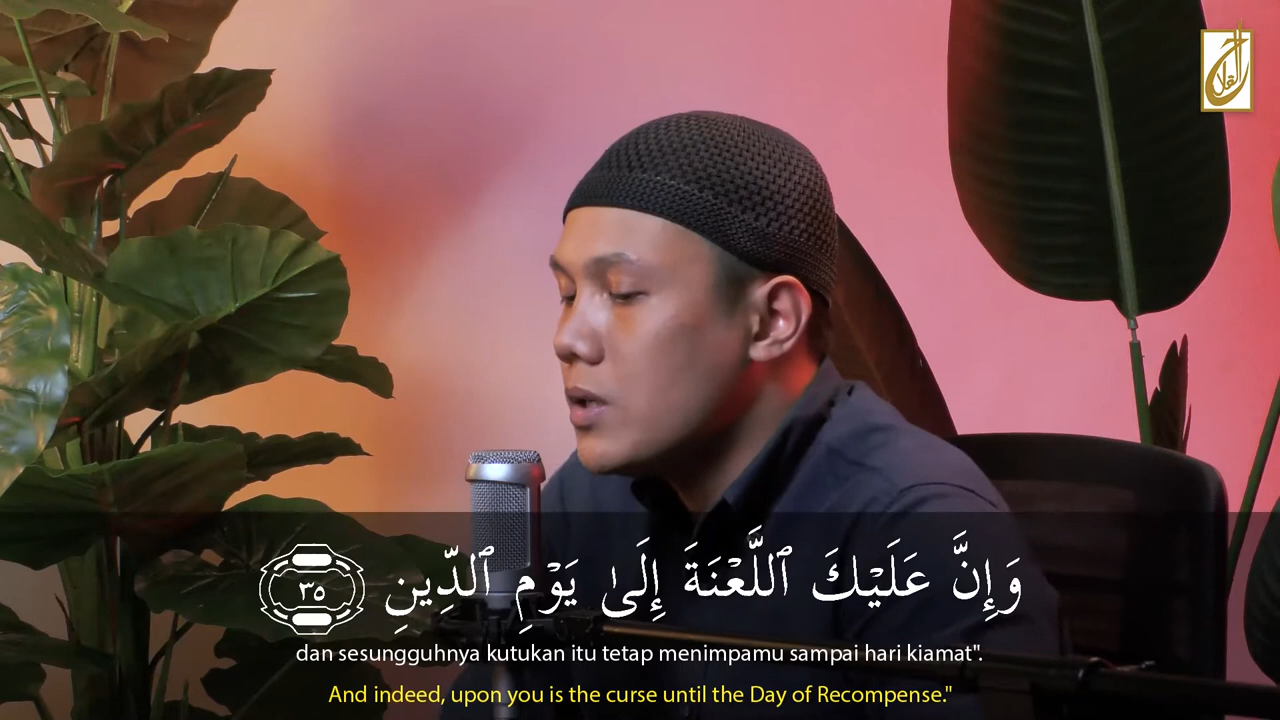 وَإِنَّ عَلَيْكَ ٱللَّعْنَةَ إِلَىٰ يَوْمِ ٱلدِّينِ ٣٥
dan sesungguhnya kutukan itu tetap menimpamu sampai hari kiamat".
And indeed, upon you is the curse until the Day of Recompense."